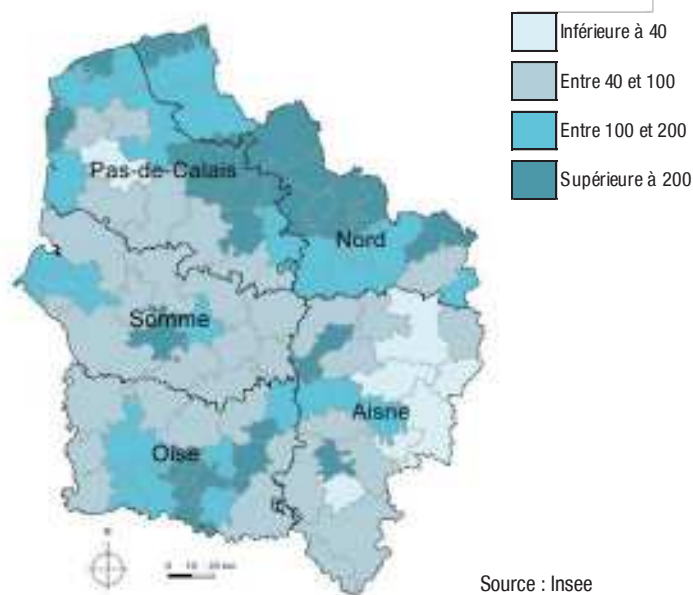 Inférieure à 40
Entre 40 et 100
Entre 100 et 200
Supérieure à 200
Pas-de-Calais
Nord
Somme
Aisne
Oise
Source : Insee